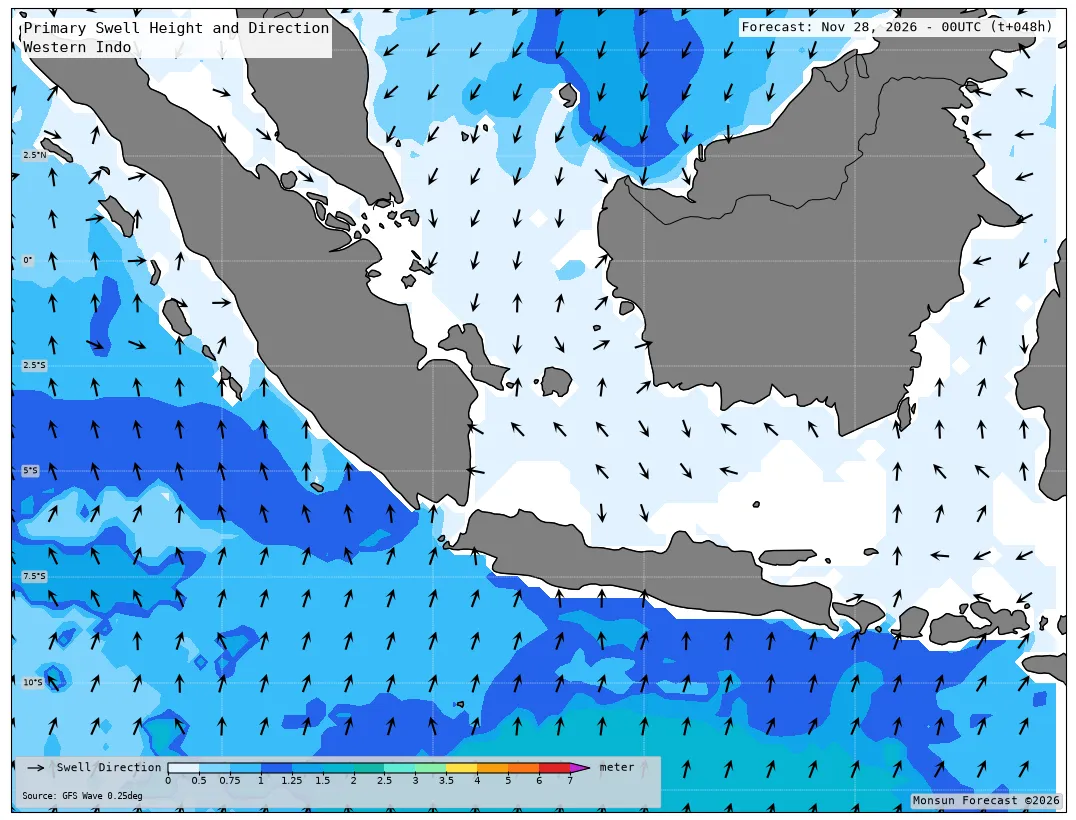 Primary Swell Height and Direction
Western Indo
Forecast: Nov 28, 2026 - 00UTC (t+048h)
2.5°N
0°
2.5°S
5°S
7.5°S
10°S
Swell Direction
0 0.5 0.75 1 1.25 1.5 2 2.5 3 3.5 4 5 6 7
meter
Source: GFS Wave 0.25deg
Monsun Forecast ©2026